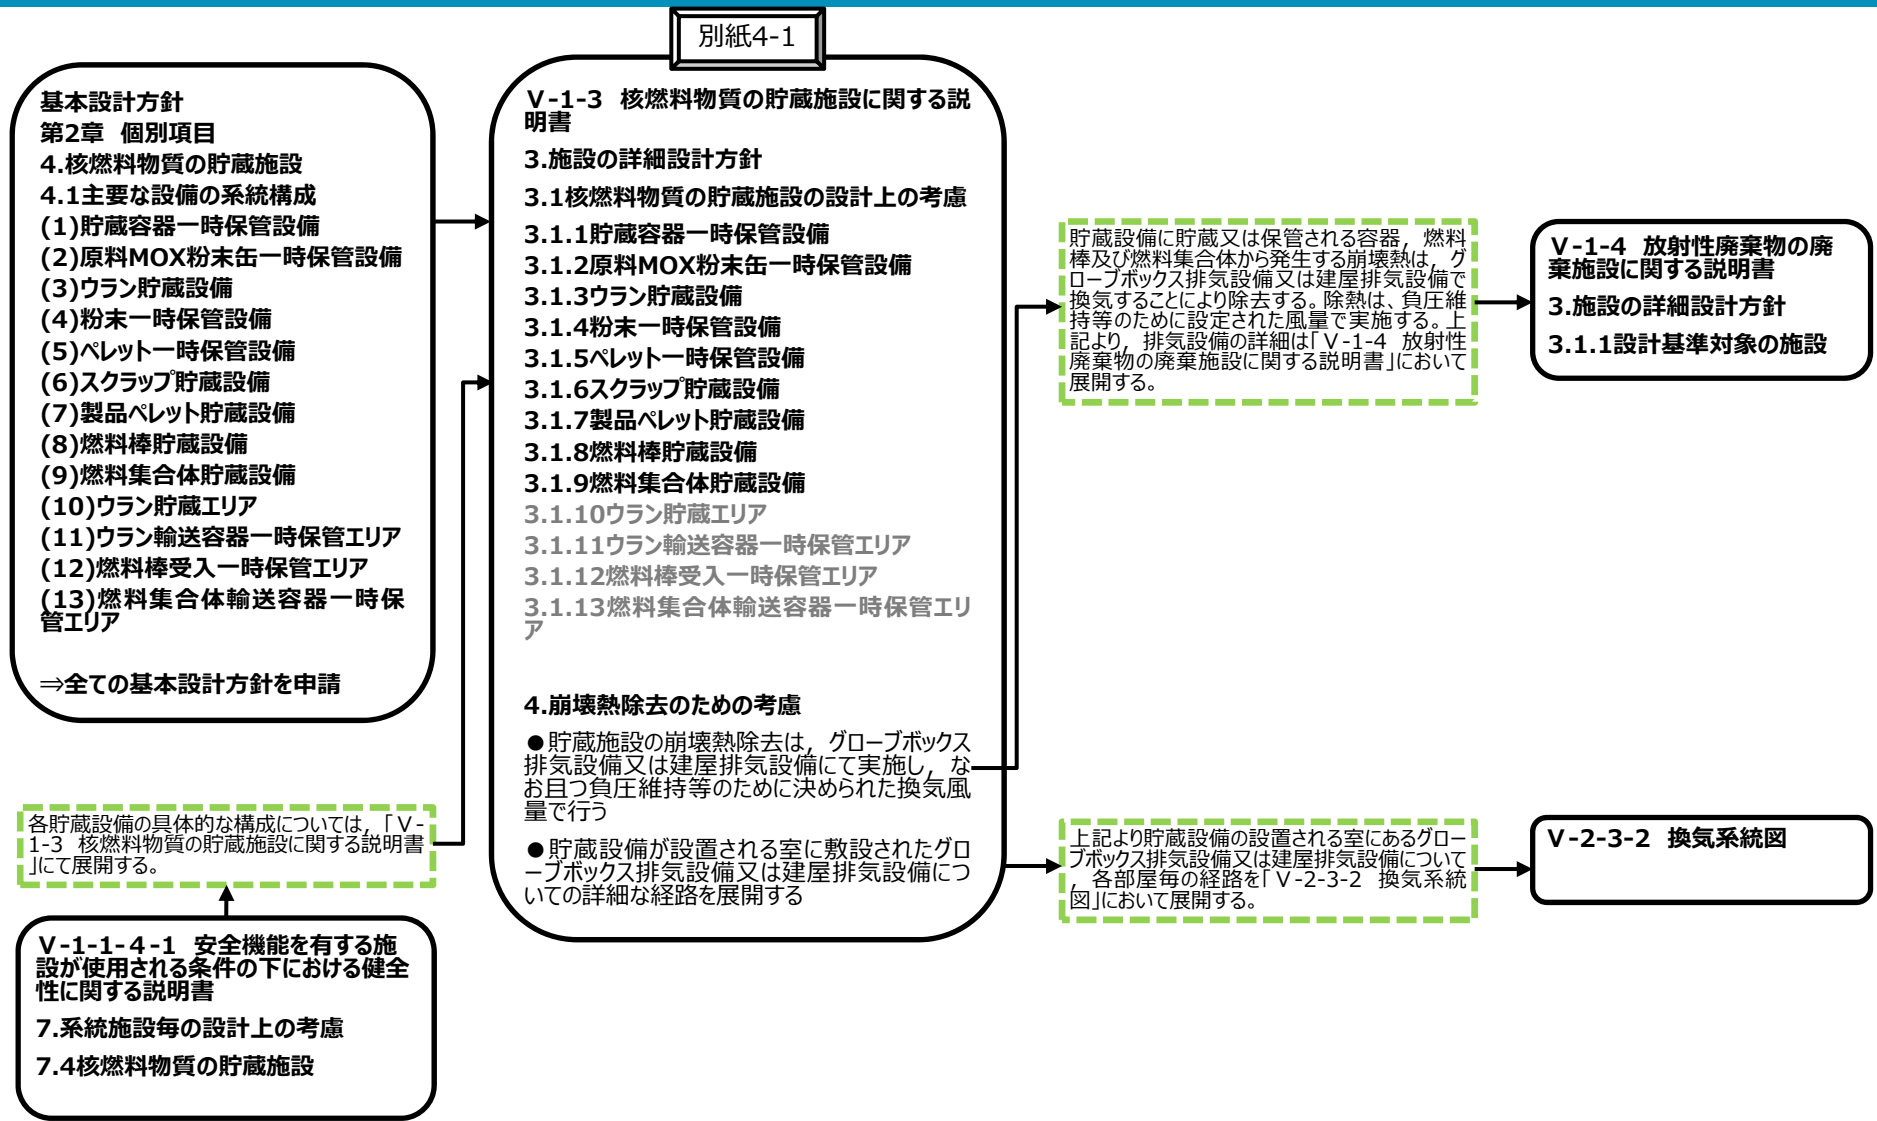 別紙4-1
基本設計方針
第2章 個別項目
4.核燃料物質の貯蔵施設
4.1主要な設備の系統構成
(1)貯蔵容器一時保管設備
(2)原料MOX粉末缶一時保管設備
(3)ウラン貯蔵設備
(4)粉末一時保管設備
(5)ペレット一時保管設備
(6)スクラップ貯蔵設備
(7)製品ペレット貯蔵設備
(8)燃料棒貯蔵設備
(9)燃料集合体貯蔵設備
(10)ウラン貯蔵エリア
(11)ウラン輸送容器一時保管エリア
(12)燃料棒受入一時保管エリア
(13)燃料集合体輸送容器一時保
管エリア
⇒全ての基本設計方針を申請
各貯蔵設備の具体的な構成については,「Ⅴ-
1-3 核燃料物質の貯蔵施設に関する説明書
」にて展開する。
Ⅴ-1-1-4-1 安全機能を有する施
設が使用される条件の下における健全
性に関する説明書
7.系統施設毎の設計上の考慮
7.4核燃料物質の貯蔵施設
Ⅴ-1-3 核燃料物質の貯蔵施設に関する説
明書
3.施設の詳細設計方針
3.1核燃料物質の貯蔵施設の設計上の考慮
3.1.1貯蔵容器一時保管設備
3.1.2原料MOX粉末缶一時保管設備
3.1.3ウラン貯蔵設備
3.1.4粉末一時保管設備
3.1.5ペレット一時保管設備
3.1.6スクラップ貯蔵設備
3.1.7製品ペレット貯蔵設備
3.1.8燃料棒貯蔵設備
3.1.9燃料集合体貯蔵設備
3.1.10ウラン貯蔵エリア
3.1.11ウラン輸送容器一時保管エリア
3.1.12燃料棒受入一時保管エリア
3.1.13燃料集合体輸送容器一時保管エリ
ア
4.崩壊熱除去のための考慮
●貯蔵施設の崩壊熱除去は,グローブボックス
排気設備又は建屋排気設備にて実施し,な
お且つ負圧維持等のために決められた換気風
量で行う
●貯蔵設備が設置される室に敷設されたグロ
ーブボックス排気設備又は建屋排気設備につ
いての詳細な経路を展開する
貯蔵設備に貯蔵又は保管される容器,燃料
棒及び燃料集合体から発生する崩壊熱は,グ
ローブボックス排気設備又は建屋排気設備で
換気することにより除去する。除熱は、負圧維
持等のために設定された風量で実施する。上
記より,排気設備の詳細は「Ⅴ-1-4 放射性
廃棄物の廃棄施設に関する説明書」において
展開する。
Ⅴ-1-4 放射性廃棄物の廃
棄施設に関する説明書
3.施設の詳細設計方針
3.1.1設計基準対象の施設
上記より貯蔵設備の設置される室にあるグロー
ブボックス排気設備又は建屋排気設備について
,各部屋毎の経路を「Ⅴ-2-3-2 換気系統
図」において展開する。
Ⅴ-2-3-2 換気系統図